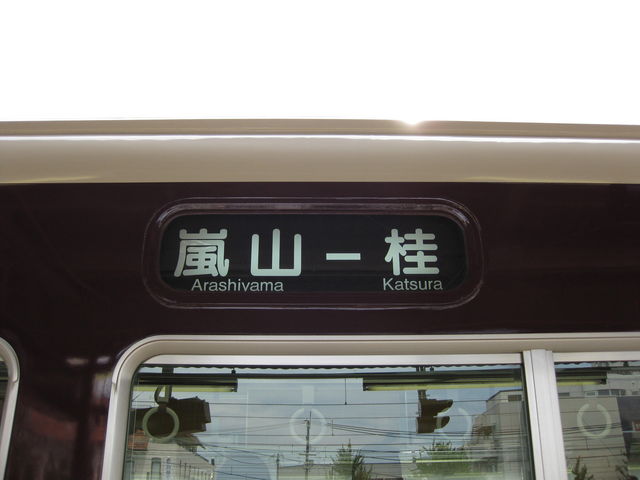 嵐山－桂
Arashiyama Katsura